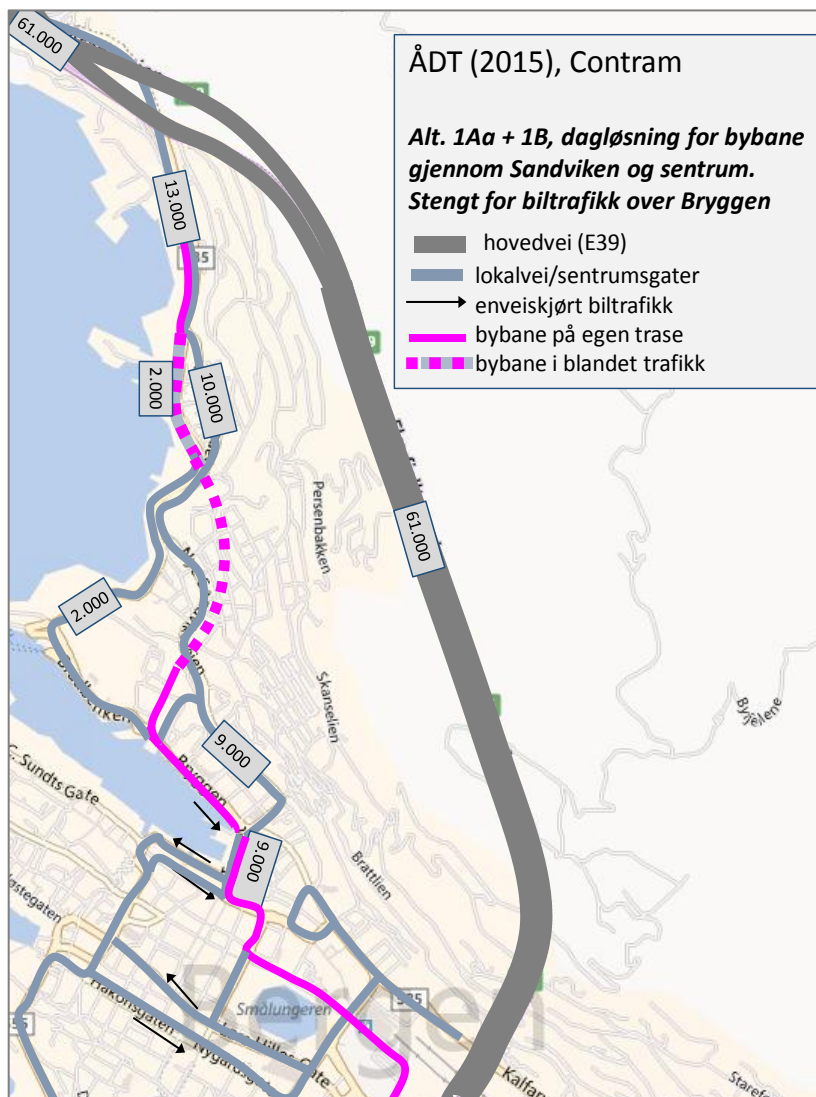 61.000
ÅDT (2015), Contram
Alt. 1Aa + 1B, dagløsning for bybane
gjennom Sandviken og sentrum.
Stengt for biltrafikk over Bryggen
hovedvei (E39)
lokalvei/sentrumsgater
enveiskjørt biltrafikk
bybane på egen trase
bybane i blandet trafikk
13.000
2.000
10.000
Persenbakken
61.000
2.000
Skanselien
Byfjellene
9.000
Bryggen
C. Sundts Gate
9.000
Brattlien
Bergen
Smålungeren
Håkonsgaten
Kalfar
Starefo